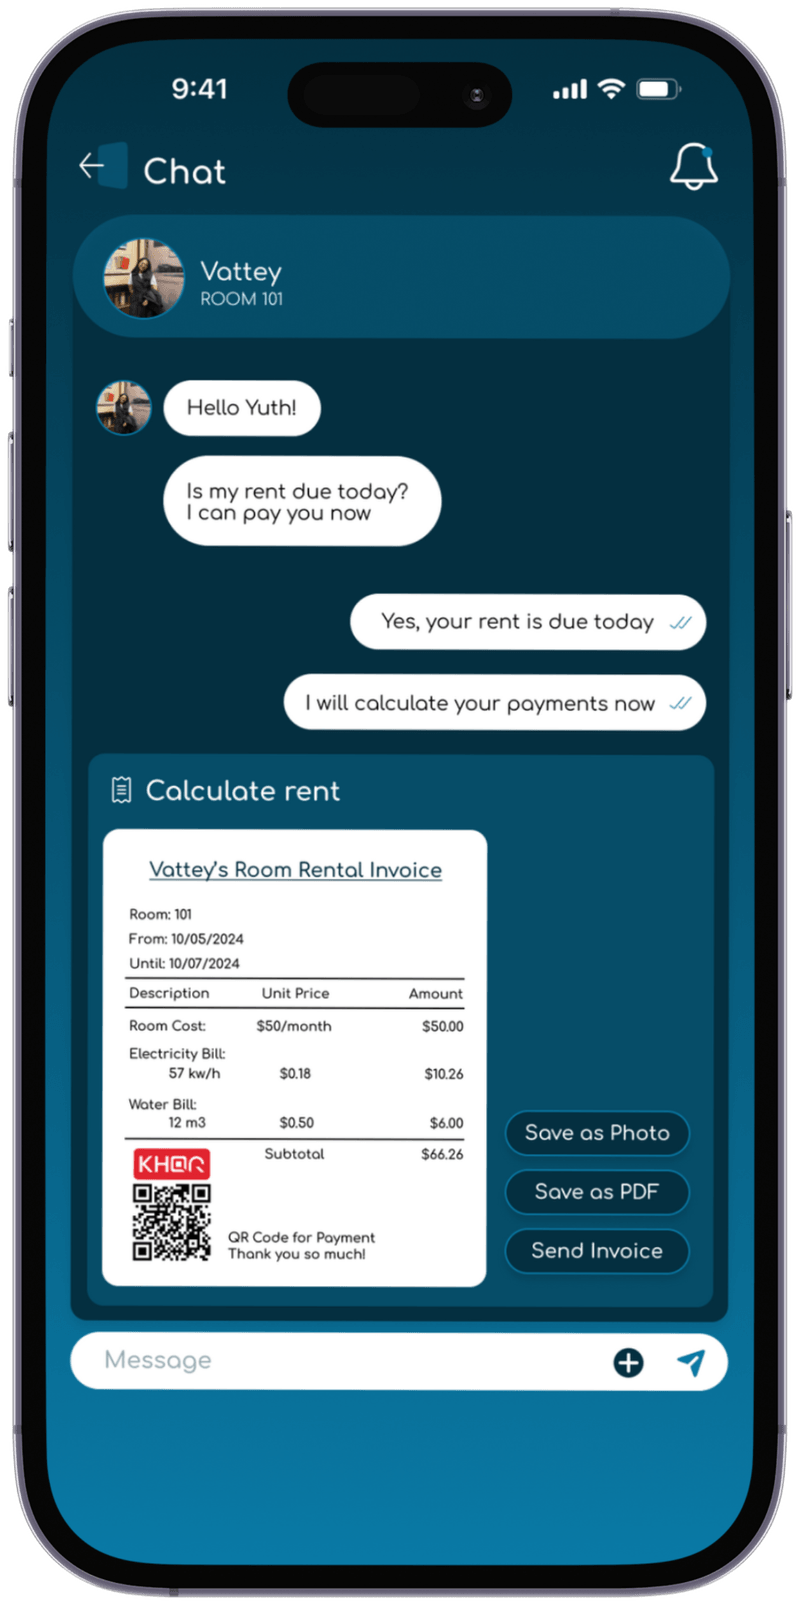 9:41
Chat
Vattey
ROOM 101
Hello Yuth!
Is my rent due today?
I can pay you now
Yes, your rent is due today
I will calculate your payments now
Calculate rent
Vattey's Room Rental Invoice
Room: 101
From: 10/05/2024
Until: 10/07/2024
Description Unit Price Amount
Room Cost: $50/month $50.00
Electricity Bill:
57 kw/h $0.18 $10.26
Water Bill:
12 m3 $0.50 $6.00
Subtotal $66.26
KHQR
QR Code for Payment
Thank you so much!
Save as Photo
Save as PDF
Send Invoice
Message